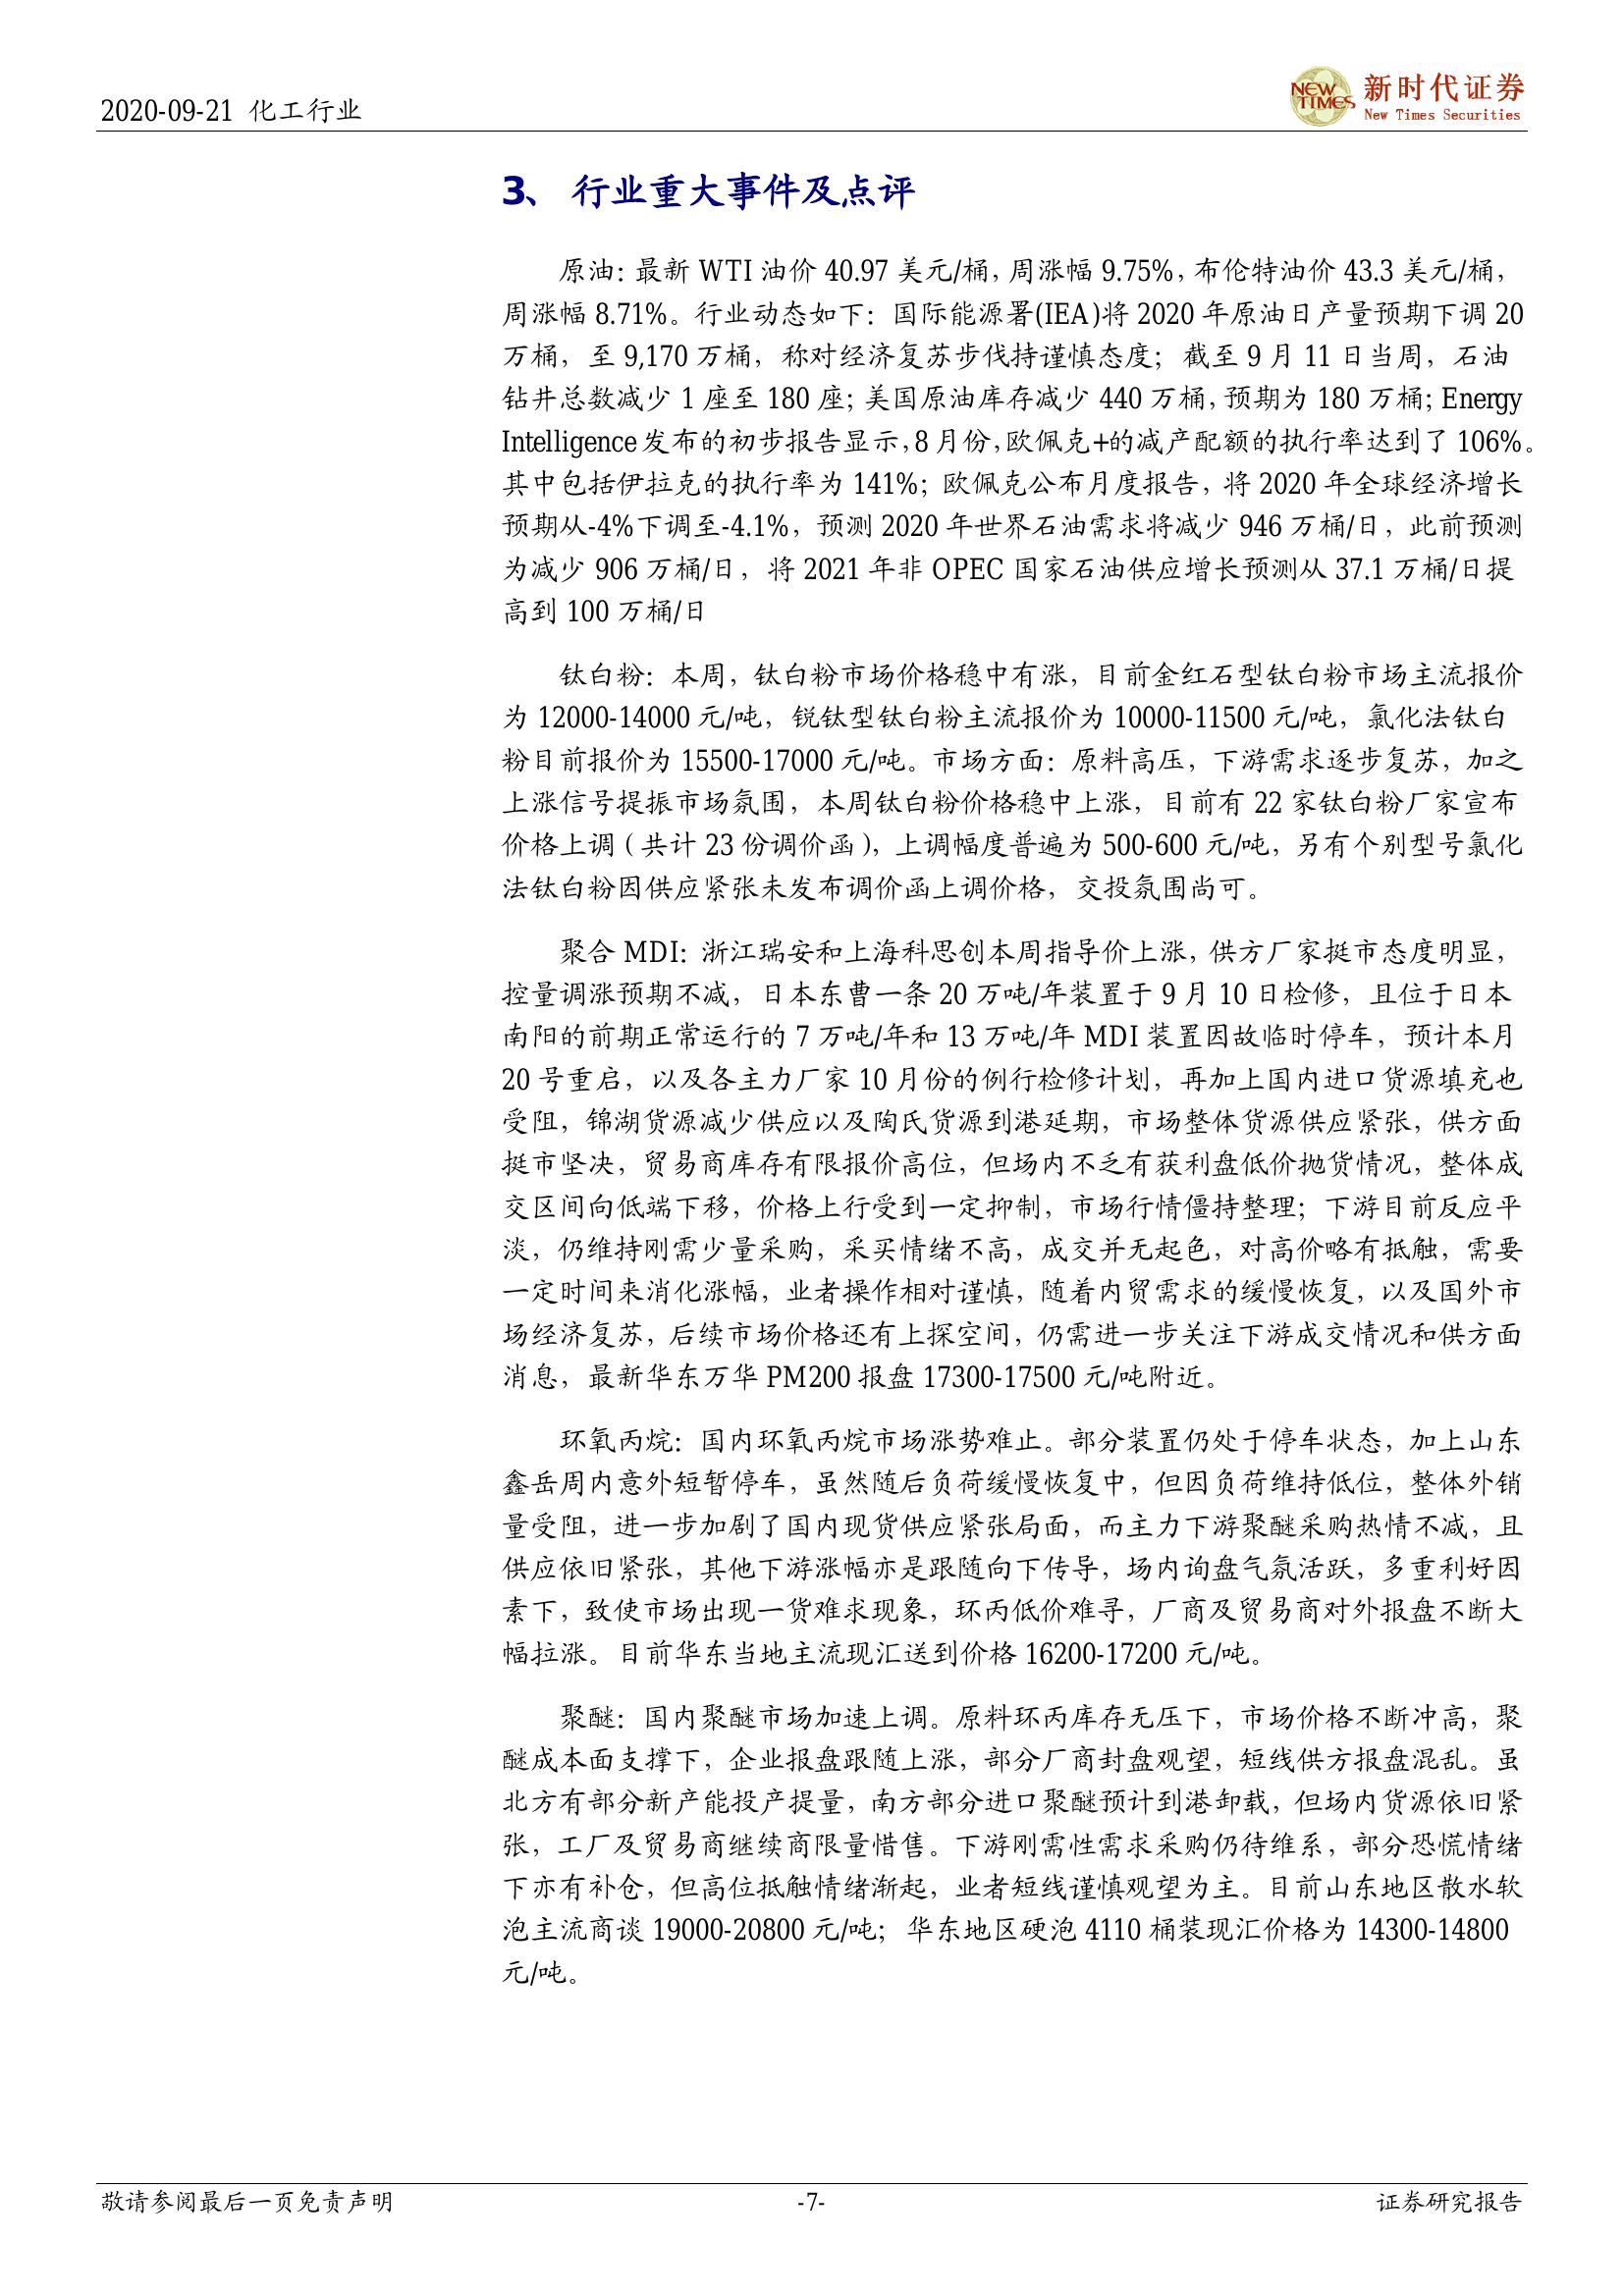 2020-09-21 化工行业
NEW TIMES
新时代证券
New Times Securities
3、 行业重大事件及点评
原油：最新 WTI 油价 40.97 美元/桶，周涨幅 9.75%，布伦特油价 43.3 美元/桶，
周涨幅 8.71%。行业动态如下：国际能源署(IEA)将 2020 年原油日产量预期下调 20
万桶，至 9,170 万桶，称对经济复苏步伐持谨慎态度；截至 9 月 11 日当周，石油
钻井总数减少 1 座至 180 座；美国原油库存减少 440 万桶，预期为 180 万桶；Energy
Intelligence 发布的初步报告显示，8 月份，欧佩克+的减产配额的执行率达到了 106%。
其中包括伊拉克的执行率为 141%；欧佩克公布月度报告，将 2020 年全球经济增长
预期从-4%下调至-4.1%，预测 2020 年世界石油需求将减少 946 万桶/日，此前预测
为减少 906 万桶/日，将 2021 年非 OPEC 国家石油供应增长预测从 37.1 万桶/日提
高到 100 万桶/日
钛白粉：本周，钛白粉市场价格稳中有涨，目前金红石型钛白粉市场主流报价
为 12000-14000 元/吨，锐钛型钛白粉主流报价为 10000-11500 元/吨，氯化法钛白
粉目前报价为 15500-17000 元/吨。市场方面：原料高压，下游需求逐步复苏，加之
上涨信号提振市场氛围，本周钛白粉价格稳中上涨，目前有 22 家钛白粉厂家宣布
价格上调（共计 23 份调价函），上调幅度普遍为 500-600 元/吨，另有个别型号氯化
法钛白粉因供应紧张未发布调价函上调价格，交投氛围尚可。
聚合 MDI：浙江瑞安和上海科思创本周指导价上涨，供方厂家挺市态度明显，
控量调涨预期不减，日本东曹一条 20 万吨/年装置于 9 月 10 日检修，且位于日本
南阳的前期正常运行的 7 万吨/年和 13 万吨/年 MDI 装置因故临时停车，预计本月
20 号重启，以及各主力厂家 10 月份的例行检修计划，再加上国内进口货源填充也
受阻，锦湖货源减少供应以及陶氏货源到港延期，市场整体货源供应紧张，供方面
挺市坚决，贸易商库存有限报价高位，但场内不乏有获利盘低价抛货情况，整体成
交区间向低端下移，价格上行受到一定抑制，市场行情僵持整理；下游目前反应平
淡，仍维持刚需少量采购，采买情绪不高，成交并无起色，对高价略有抵触，需要
一定时间来消化涨幅，业者操作相对谨慎，随着内贸需求的缓慢恢复，以及国外市
场经济复苏，后续市场价格还有上探空间，仍需进一步关注下游成交情况和供方面
消息，最新华东万华 PM200 报盘 17300-17500 元/吨附近。
环氧丙烷：国内环氧丙烷市场涨势难止。部分装置仍处于停车状态，加上山东
鑫岳周内意外短暂停车，虽然随后负荷缓慢恢复中，但因负荷维持低位，整体外销
量受阻，进一步加剧了国内现货供应紧张局面，而主力下游聚醚采购热情不减，且
供应依旧紧张，其他下游涨幅亦是跟随向下传导，场内询盘气氛活跃，多重利好因
素下，致使市场出现一货难求现象，环丙低价难寻，厂商及贸易商对外报盘不断大
幅拉涨。目前华东当地主流现汇送到价格 16200-17200 元/吨。
聚醚：国内聚醚市场加速上调。原料环丙库存无压下，市场价格不断冲高，聚
醚成本面支撑下，企业报盘跟随上涨，部分厂商封盘观望，短线供方报盘混乱。虽
北方有部分新产能投产提量，南方部分进口聚醚预计到港卸载，但场内货源依旧紧
张，工厂及贸易商继续商限量惜售。下游刚需性需求采购仍待维系，部分恐慌情绪
下亦有补仓，但高位抵触情绪渐起，业者短线谨慎观望为主。目前山东地区散水软
泡主流商谈 19000-20800 元/吨；华东地区硬泡 4110 桶装现汇价格为 14300-14800
元/吨。
敬请参阅最后一页免责声明
-7-
证券研究报告